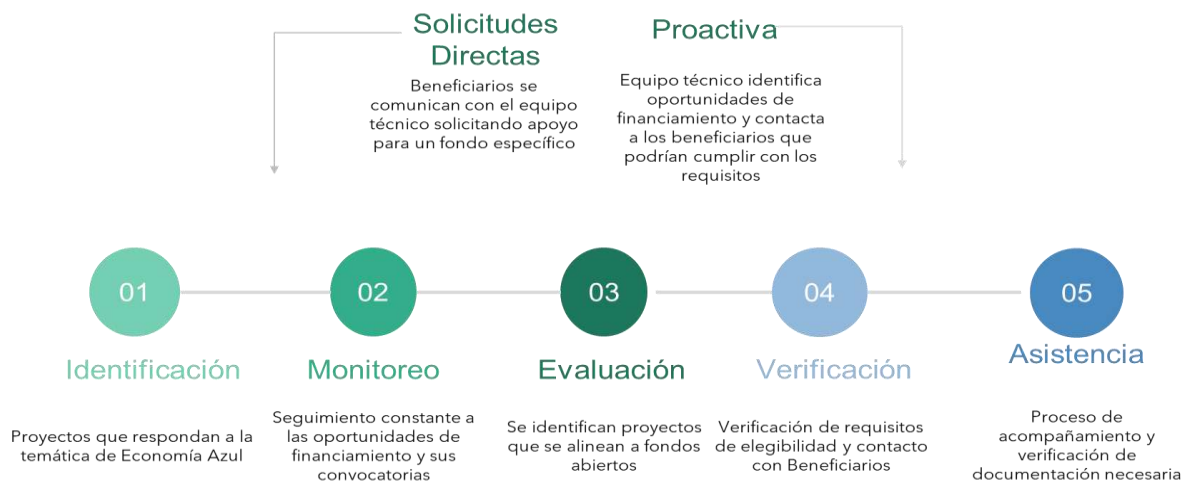 Solicitudes
Directas
Beneficiarios se
comunican con el equipo
técnico solicitando apoyo
para un fondo específico
Proactiva
Equipo técnico identifica
oportunidades de
financiamiento y contacta
a los beneficiarios que
podrían cumplir con los
requisitos
01
Identificación
Proyectos que respondan a la
temática de Economía Azul
02
Monitoreo
Seguimiento constante a
las oportunidades de
financiamiento y sus
convocatorias
03
Evaluación
Se identifican proyectos
que se alinean a fondos
abiertos
04
Verificación
Verificación de requisitos
de elegibilidad y contacto
con Beneficiarios
05
Asistencia
Proceso de
acompañamiento y
verificación de
documentación necesaria